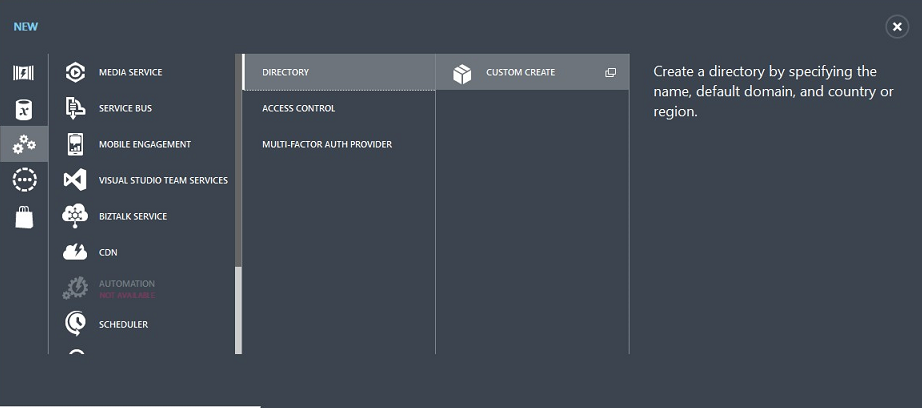 NEW
MEDIA SERVICE
SERVICE BUS
MOBILE ENGAGEMENT
VISUAL STUDIO TEAM SERVICES
BIZTALK SERVICE
CDN
AUTOMATION
NOT AVAILABLE
SCHEDULER
DIRECTORY
ACCESS CONTROL
MULTI-FACTOR AUTH PROVIDER
CUSTOM CREATE
Create a directory by specifying the
name, default domain, and country or
region.